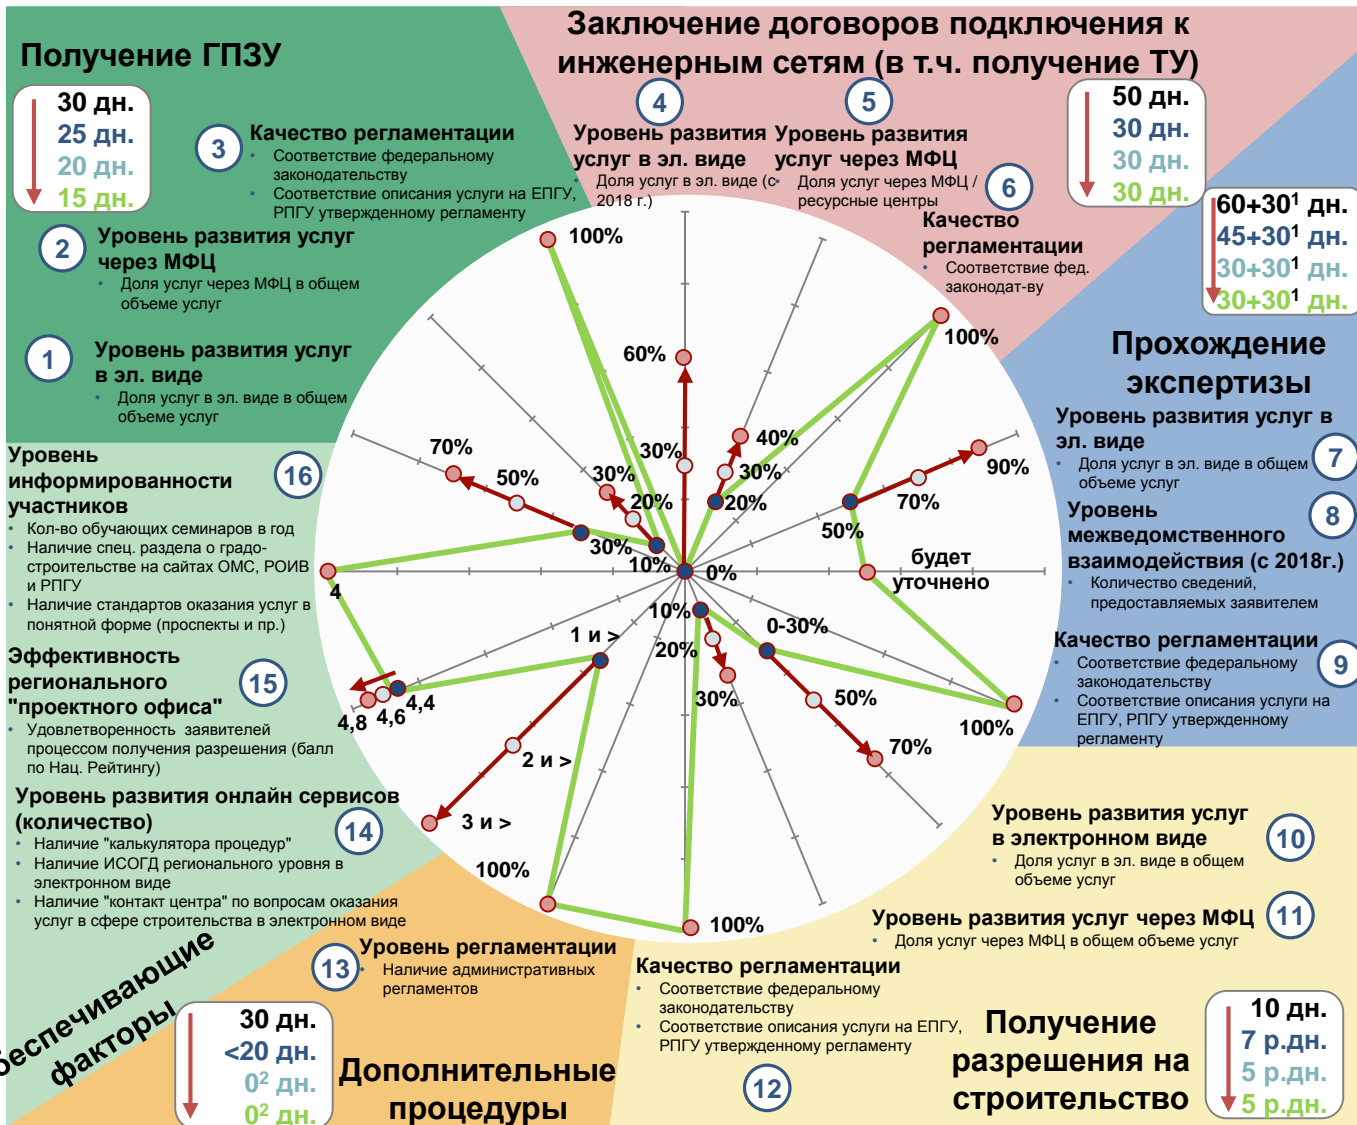 Получение ГПЗУ
30 дн.
25 дн.
20 дн.
15 дн.
3
Качество регламентации
• Соответствие федеральному
законодательству
• Соответствие описания услуги на ЕПГУ,
РПГУ утвержденному регламенту
2
Уровень развития услуг
через МФЦ
• Доля услуг через МФЦ в общем
объеме услуг
1
Уровень развития услуг
в эл. виде
• Доля услуг в эл. виде в общем
объеме услуг
Заключение договоров подключения к
инженерным сетям (в т.ч. получение ТУ)
4
Уровень развития
услуг в эл. виде
• Доля услуг в эл. виде (с
2018 г.)
5
Уровень развития
услуг через МФЦ
• Доля услуг через МФЦ /
ресурсные центры
6
Качество
регламентации
• Соответствие фед.
законодат-ву
50 дн.
30 дн.
30 дн.
30 дн.
60+30¹ дн.
45+30¹ дн.
30+30¹ дн.
30+30¹ дн.
Прохождение
экспертизы
Уровень развития услуг в
эл. виде
• Доля услуг в эл. виде в общем
объеме услуг
7
Уровень
межведомственного
взаимодействия (с 2018г.)
• Количество сведений,
предоставляемых заявителем
8
Качество регламентации
• Соответствие федеральному
законодательству
• Соответствие описания услуги на
ЕПГУ, РПГУ утвержденному
регламенту
9
Уровень развития услуг
в электронном виде
• Доля услуг в эл. виде в общем
объеме услуг
10
Уровень развития услуг через МФЦ
• Доля услуг через МФЦ в общем объеме услуг
11
Качество регламентации
• Соответствие федеральному
законодательству
• Соответствие описания услуги на ЕПГУ,
РПГУ утвержденному регламенту
12
Получение
разрешения на
строительство
10 дн.
7 р.дн.
5 р.дн.
5 р.дн.
13
Уровень регламентации
• Наличие административных
регламентов
Дополнительные
процедуры
30 дн.
<20 дн.
0² дн.
0² дн.
Уровень
информированности
участников
16
• Кол-во обучающих семинаров в год
• Наличие спец. раздела о градо-
строительстве на сайтах ОМС, РОИВ
и РПГУ
• Наличие стандартов оказания услуг в
понятной форме (проспекты и пр.)
Эффективность
регионального
"проектного офиса"
15
• Удовлетворенность заявителей
процессом получения разрешения (балл
по Нац. Рейтингу)
Уровень развития онлайн сервисов
(количество)
14
• Наличие "калькулятора процедур"
• Наличие ИСОГД регионального уровня в
электронном виде
• Наличие "контакт центра" по вопросам оказания
услуг в сфере строительства в электронном виде
беспечивающие
факторы
100%
60%
30%
0%
40%
30%
20%
100%
90%
70%
50%
будет
уточнено
100%
0-30%
50%
70%
10%
20%
30%
100%
100%
1 и >
2 и >
3 и >
4,4
4,6
4,8
4
70%
50%
30%
30%
20%
10%